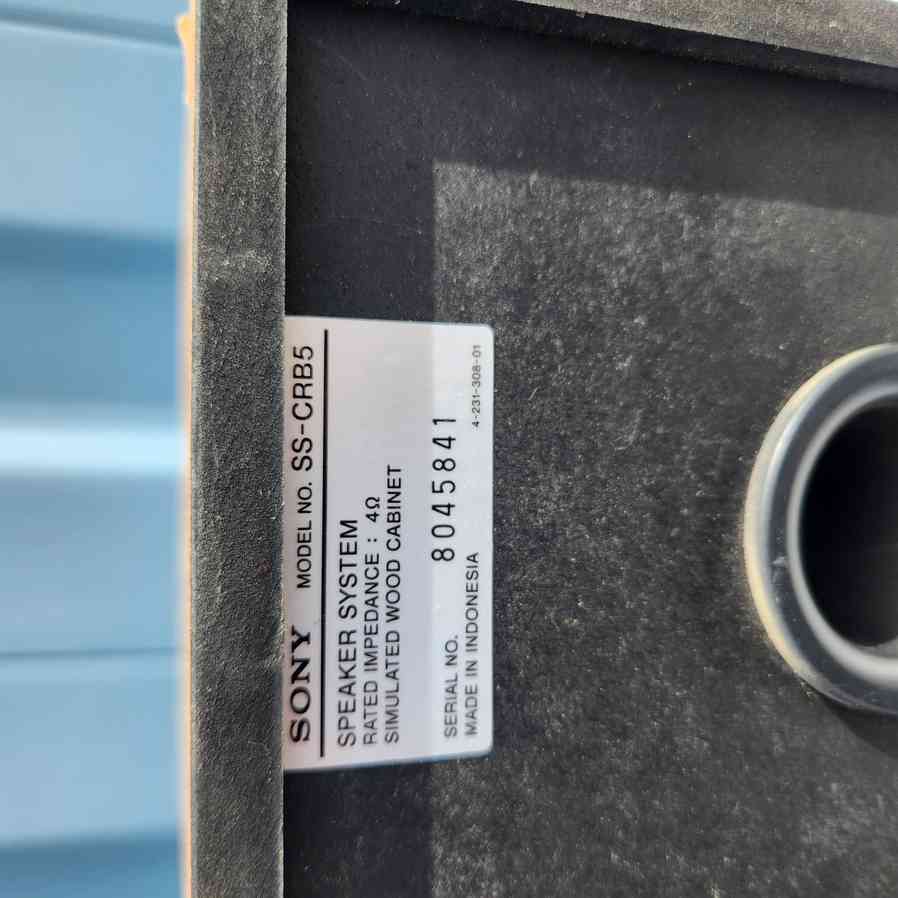 SONY MODEL NO. SS-CRB5
SPEAKER SYSTEM
RATED IMPEDANCE : 4Ω
SIMULATED WOOD CABINET
SERIAL NO. 8045841
MADE IN INDONESIA 4-231-308-01